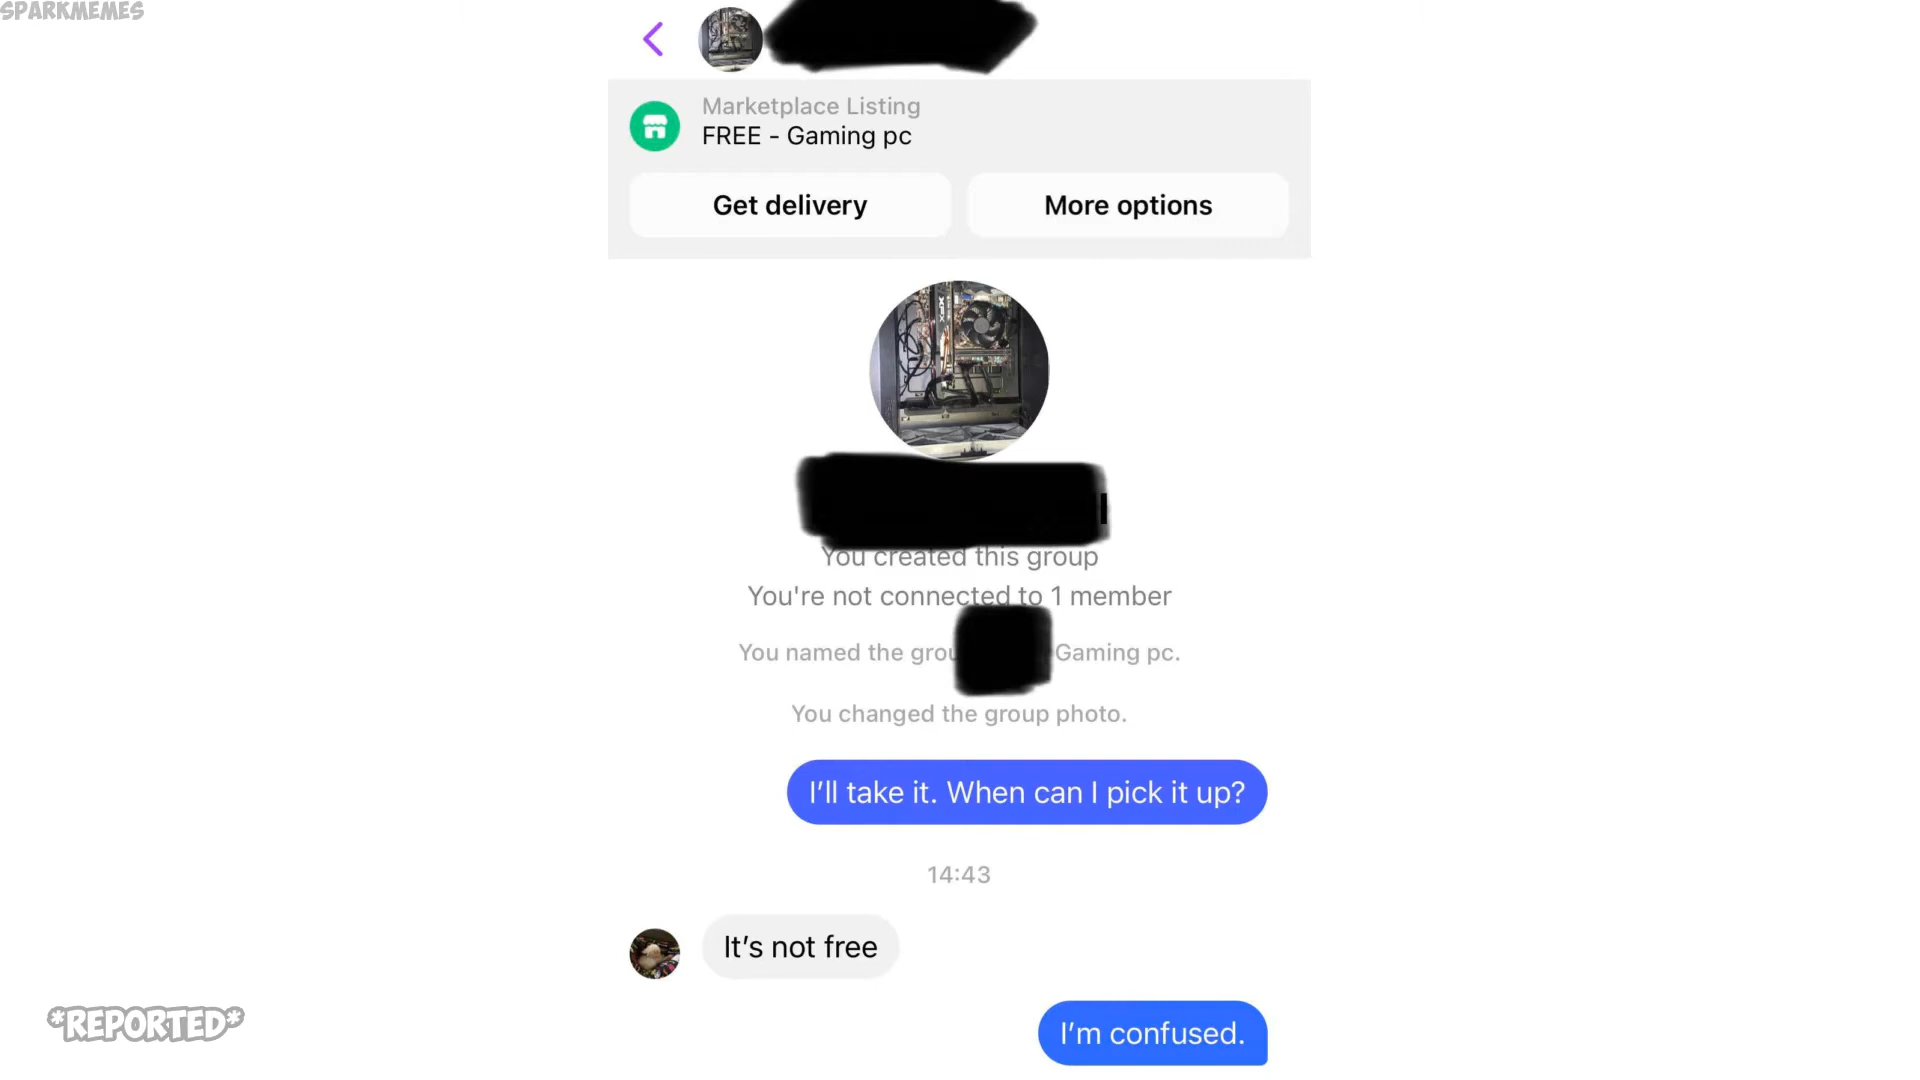 SPARKMEMES
Marketplace Listing
FREE - Gaming pc
Get delivery
More options
XFX
You created this group
You're not connected to 1 member
You named the grou Gaming pc.
You changed the group photo.
I'll take it. When can I pick it up?
14:43
It's not free
*REPORTED*
I'm confused.